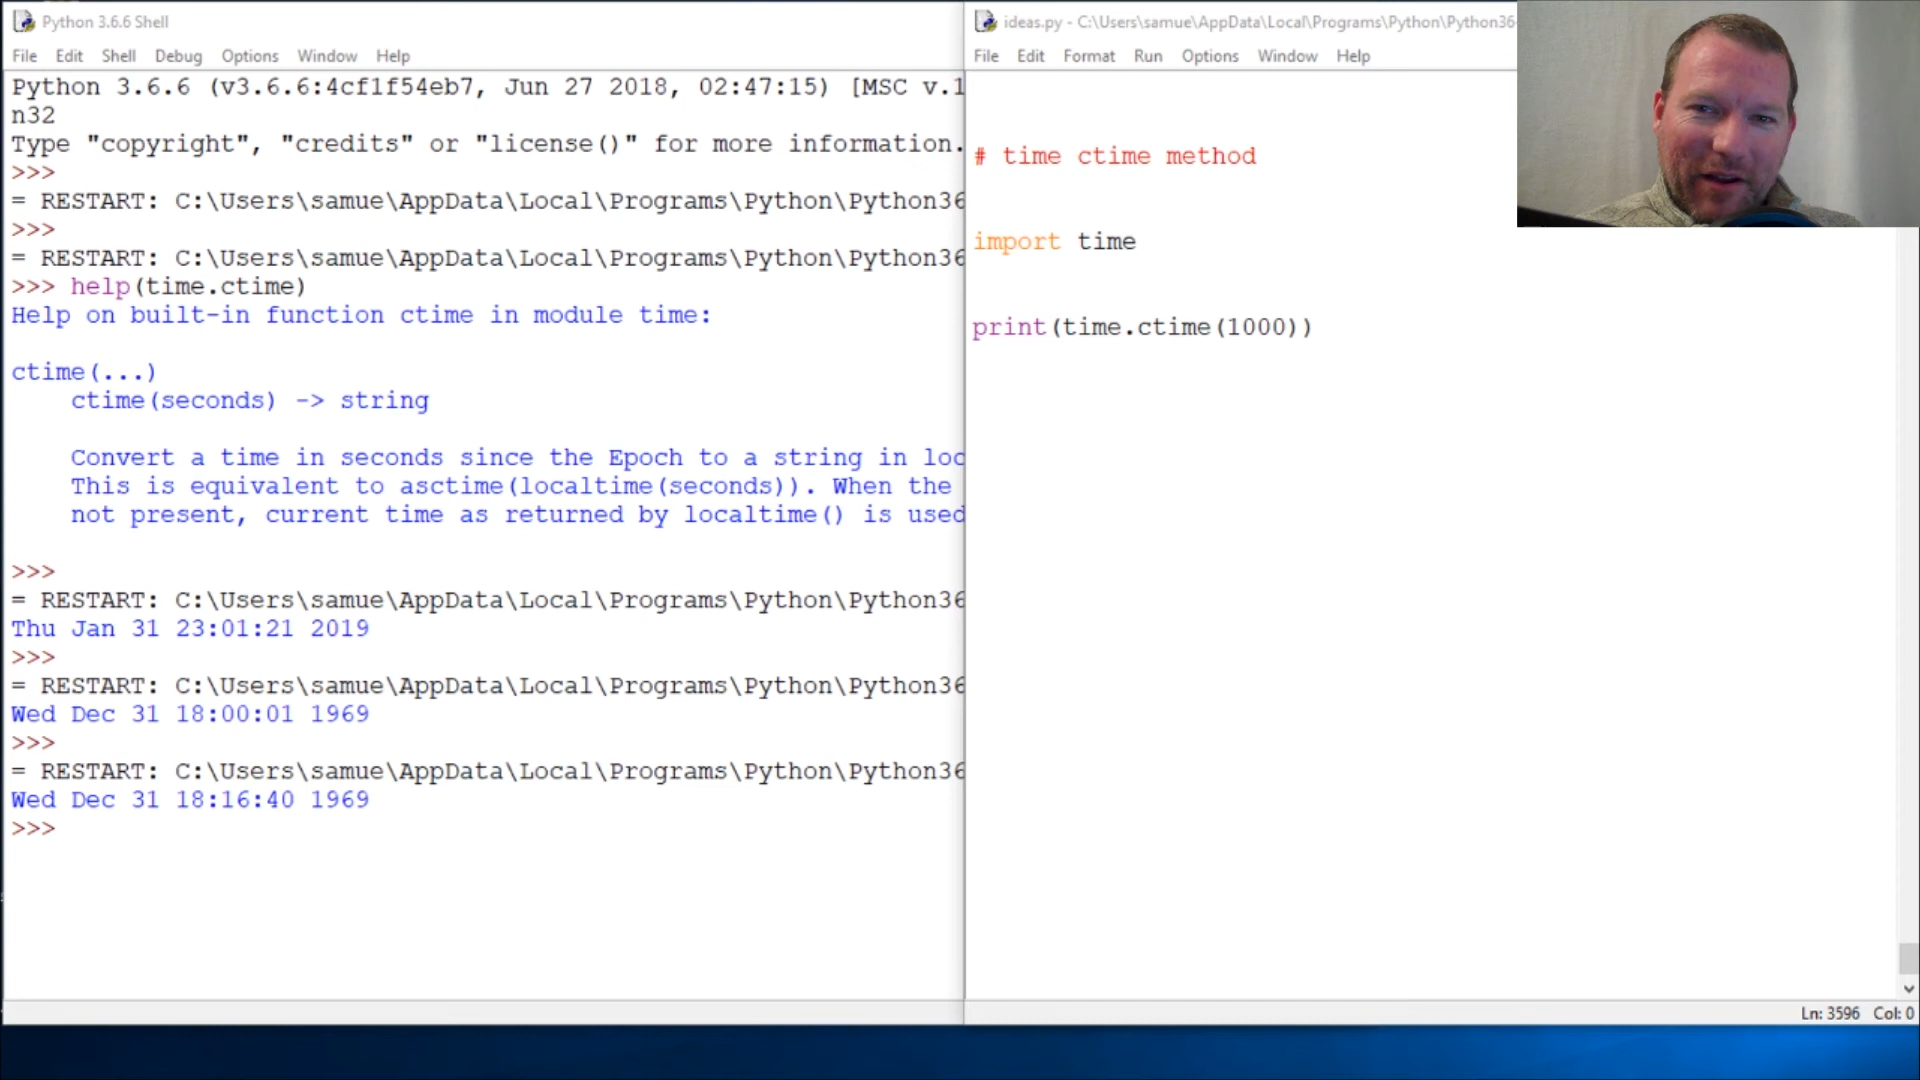 Python 3.6.6 Shell
File Edit Shell Debug Options Window Help
Python 3.6.6 (v3.6.6:4cf1f54eb7, Jun 27 2018, 02:47:15) [MSC v.1
n32
Type "copyright", "credits" or "license()" for more information.
>>>
= RESTART: C:\Users\samue\AppData\Local\Programs\Python\Python36
>>>
= RESTART: C:\Users\samue\AppData\Local\Programs\Python\Python36
>>> help(time.ctime)
Help on built-in function ctime in module time:
ctime(...)
ctime(seconds) -> string
Convert a time in seconds since the Epoch to a string in loc
This is equivalent to asctime(localtime(seconds)). When the
not present, current time as returned by localtime() is used
>>>
= RESTART: C:\Users\samue\AppData\Local\Programs\Python\Python36
Thu Jan 31 23:01:21 2019
>>>
= RESTART: C:\Users\samue\AppData\Local\Programs\Python\Python36
Wed Dec 31 18:00:01 1969
>>>
= RESTART: C:\Users\samue\AppData\Local\Programs\Python\Python36
Wed Dec 31 18:16:40 1969
>>>
ideas.py - C:\Users\samue\AppData\Local\Programs\Python\Python36
File Edit Format Run Options Window Help
# time ctime method
import time
print(time.ctime(1000))
Ln: 3596 Col: 0